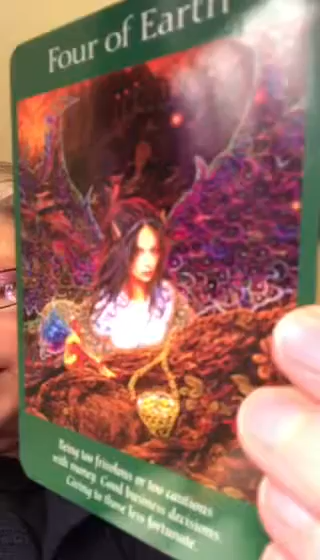 Four of Earth
Being too frivolous or too cautious
with money. Good business decisions.
Giving to those less fortunate.